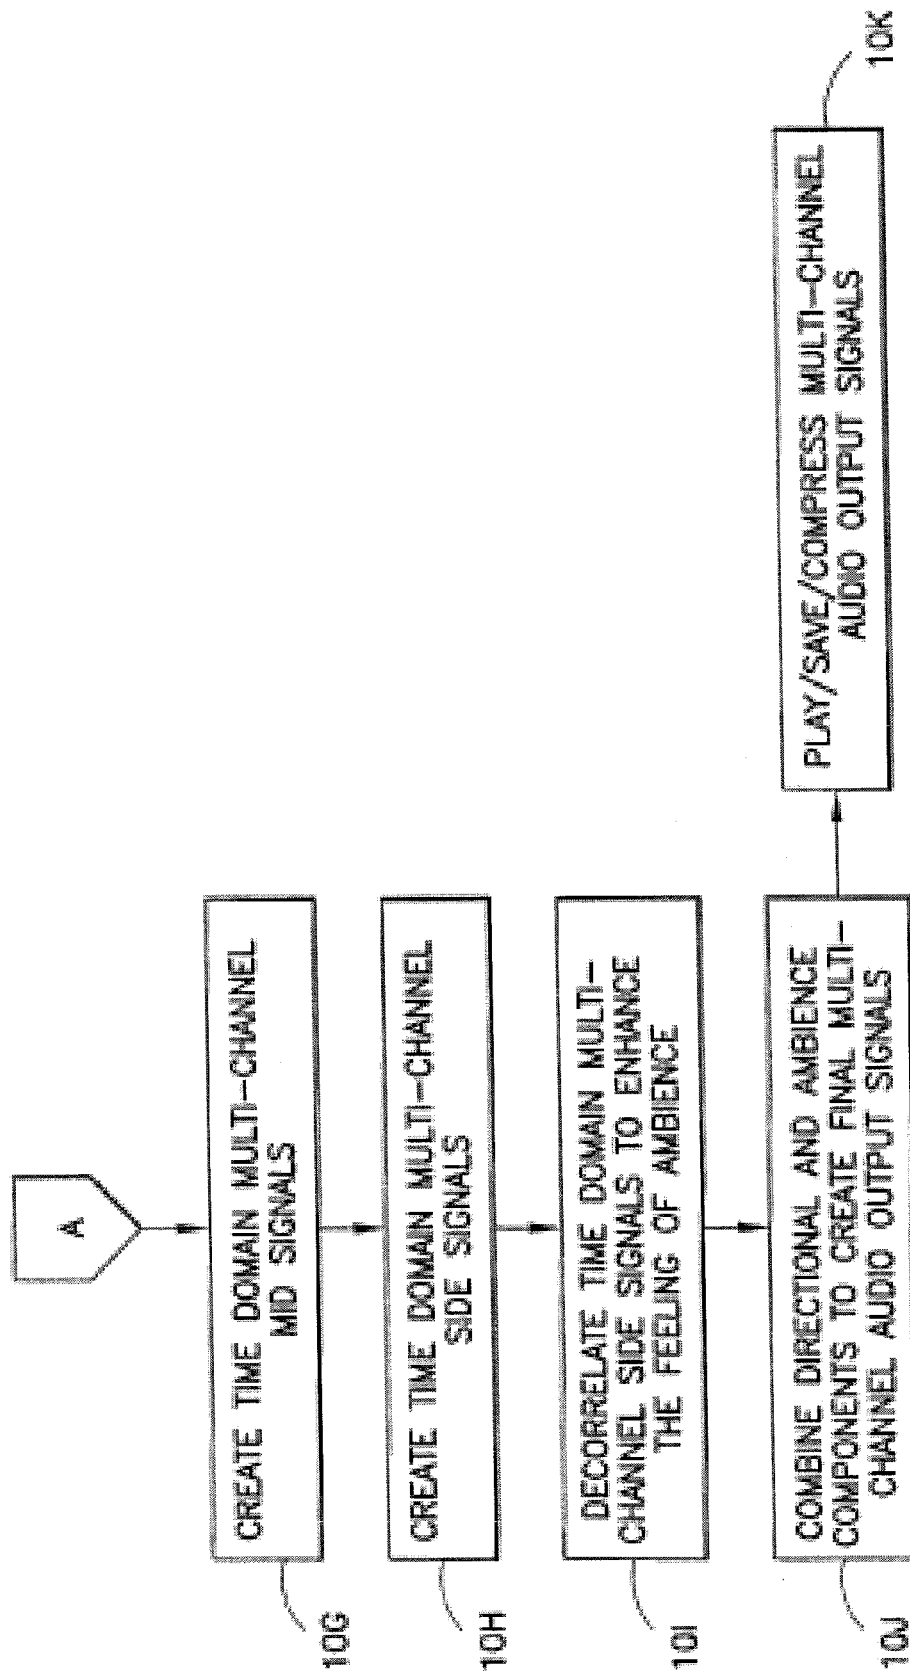 A
CREATE TIME DOMAIN MULTI-CHANNEL
MID SIGNALS
10G
CREATE TIME DOMAIN MULTI-CHANNEL
SIDE SIGNALS
10H
DECORRELATE TIME DOMAIN MULTI-
CHANNEL SIDE SIGNALS TO ENHANCE
THE FEELING OF AMBIENCE
10I
COMBINE DIRECTIONAL AND AMBIENCE
COMPONENTS TO CREATE FINAL MULTI-
CHANNEL AUDIO OUTPUT SIGNALS
10J
PLAY/SAVE/COMPRESS MULTI-CHANNEL
AUDIO OUTPUT SIGNALS
10K